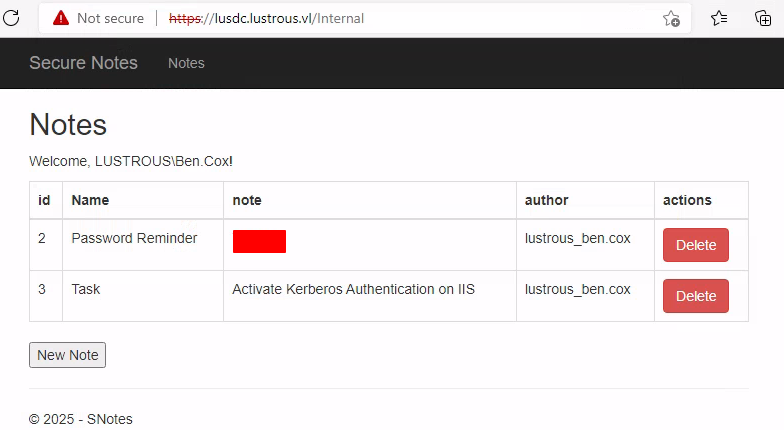 Not secure https://lusdc.lustrous.vl/Internal
Secure Notes Notes
Notes
Welcome, LUSTROUS\Ben.Cox!
id Name note author actions
2 Password Reminder lustrous_ben.cox Delete
3 Task Activate Kerberos Authentication on IIS lustrous_ben.cox Delete
New Note
© 2025 - SNotes